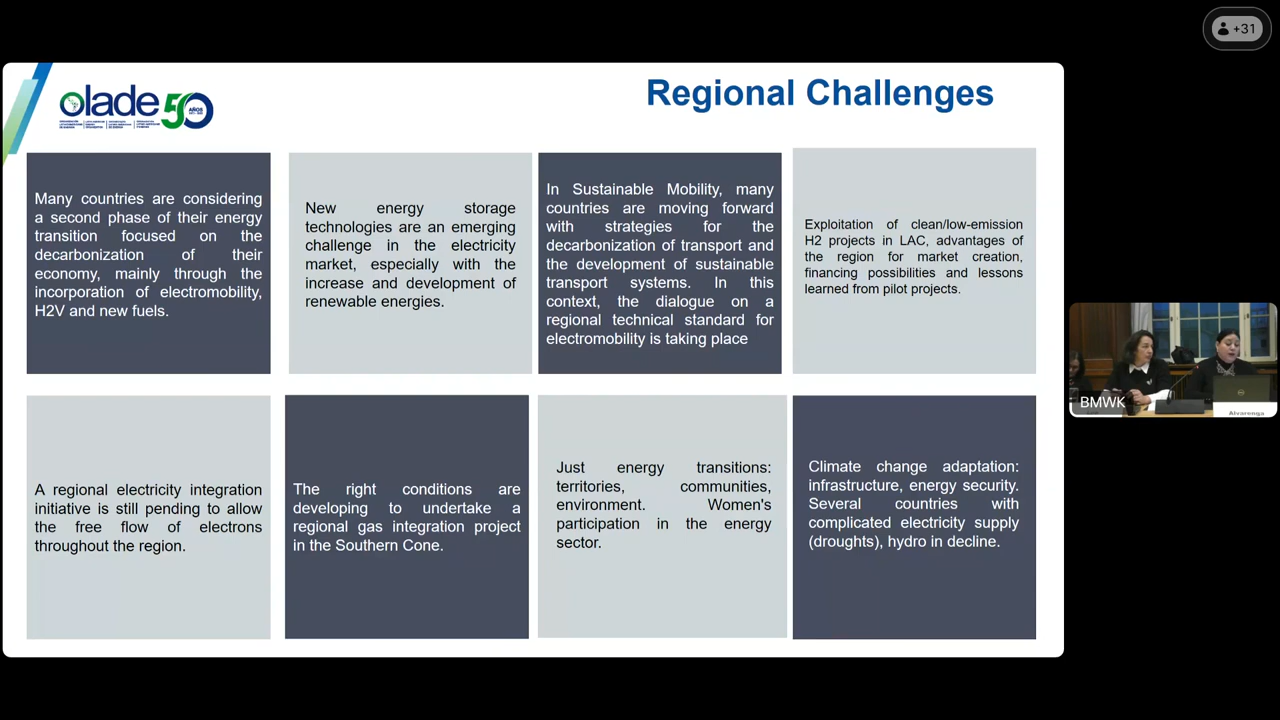 +31
olade 50
AÑOS
Regional Challenges
Many countries are considering
a second phase of their energy
transition focused on the
decarbonization of their
economy, mainly through the
incorporation of electromobility,
H2V and new fuels.
New energy storage
technologies are an emerging
challenge in the electricity
market, especially with the
increase and development of
renewable energies.
In Sustainable Mobility, many
countries are moving forward
with strategies for the
decarbonization of transport and
the development of sustainable
transport systems. In this
context, the dialogue on a
regional technical standard for
electromobility is taking place
Exploitation of clean/low-emission
H2 projects in LAC, advantages of
the region for market creation,
financing possibilities and lessons
learned from pilot projects.
A regional electricity integration
initiative is still pending to allow
the free flow of electrons
throughout the region.
The right conditions are
developing to undertake a
regional gas integration project
in the Southern Cone.
Just energy transitions:
territories, communities,
environment. Women's
participation in the energy
sector.
Climate change adaptation:
infrastructure, energy security.
Several countries with
complicated electricity supply
(droughts), hydro in decline.
BMWK
Alvarenga